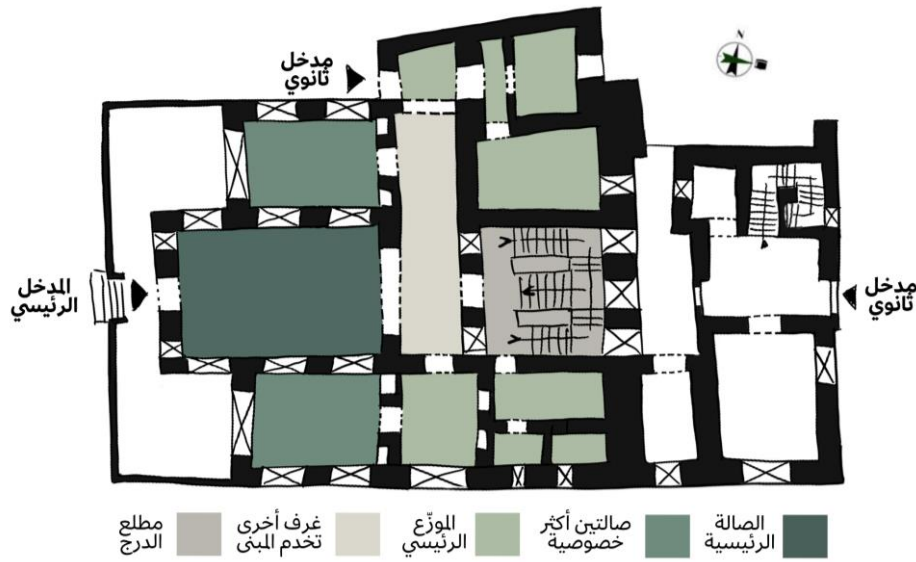 N
مدخل
ثانوي
المدخل
الرئيسي
مدخل
ثانوي
الصالة
الرئيسية
صالتين أكثر
خصوصية
الموزّع
الرئيسي
غرف أخرى
تخدم المبنى
مطلع
الدرج